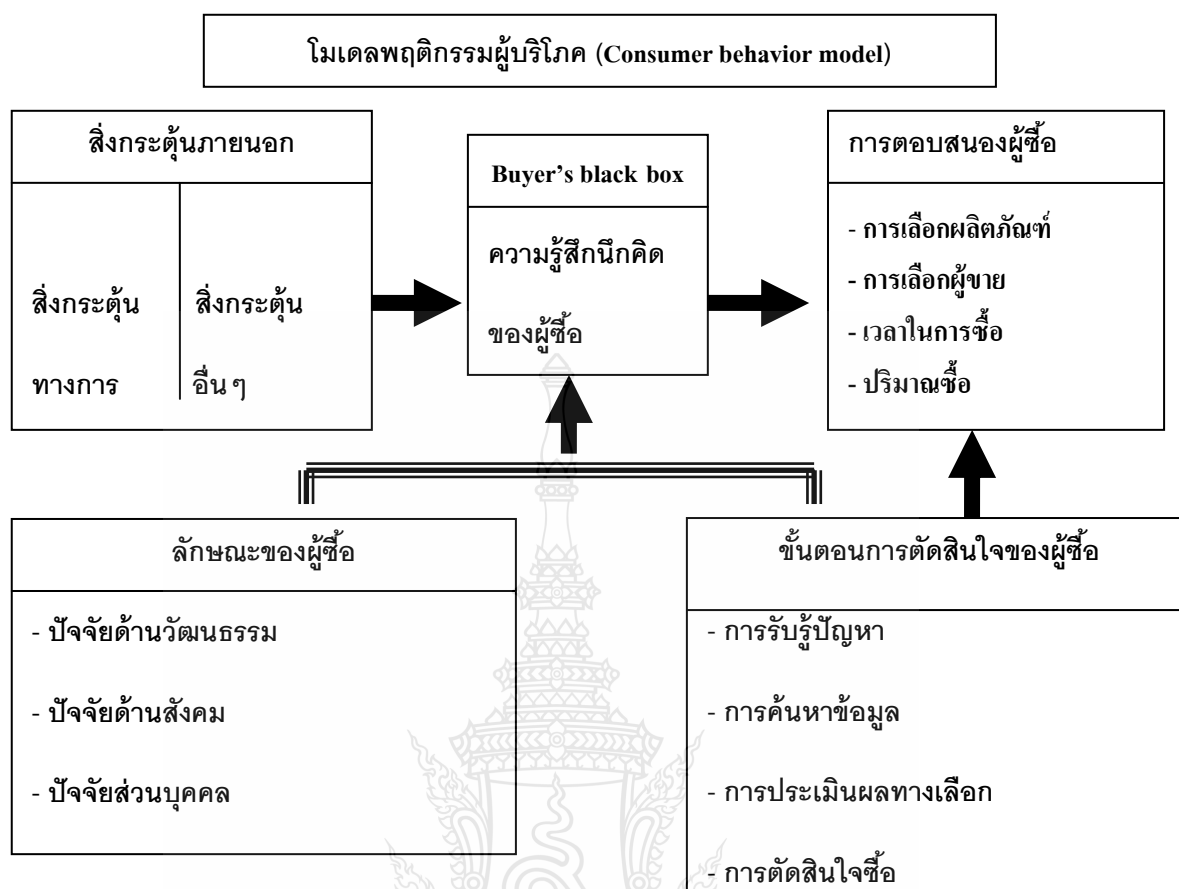 โมเดลพฤติกรรมผู้บริโภค (Consumer behavior model)
สิ่งกระตุ้นภายนอก
สิ่งกระตุ้น
ทางการ
สิ่งกระตุ้น
อื่นๆ
Buyer's black box
ความรู้สึกนึกคิด
ของผู้ซื้อ
การตอบสนองผู้ซื้อ
- การเลือกผลิตภัณฑ์
- การเลือกผู้ขาย
- เวลาในการซื้อ
- ปริมาณซื้อ
ลักษณะของผู้ซื้อ
- ปัจจัยด้านวัฒนธรรม
- ปัจจัยด้านสังคม
- ปัจจัยส่วนบุคคล
ขั้นตอนการตัดสินใจของผู้ซื้อ
- การรับรู้ปัญหา
- การค้นหาข้อมูล
- การประเมินผลทางเลือก
- การตัดสินใจซื้อ